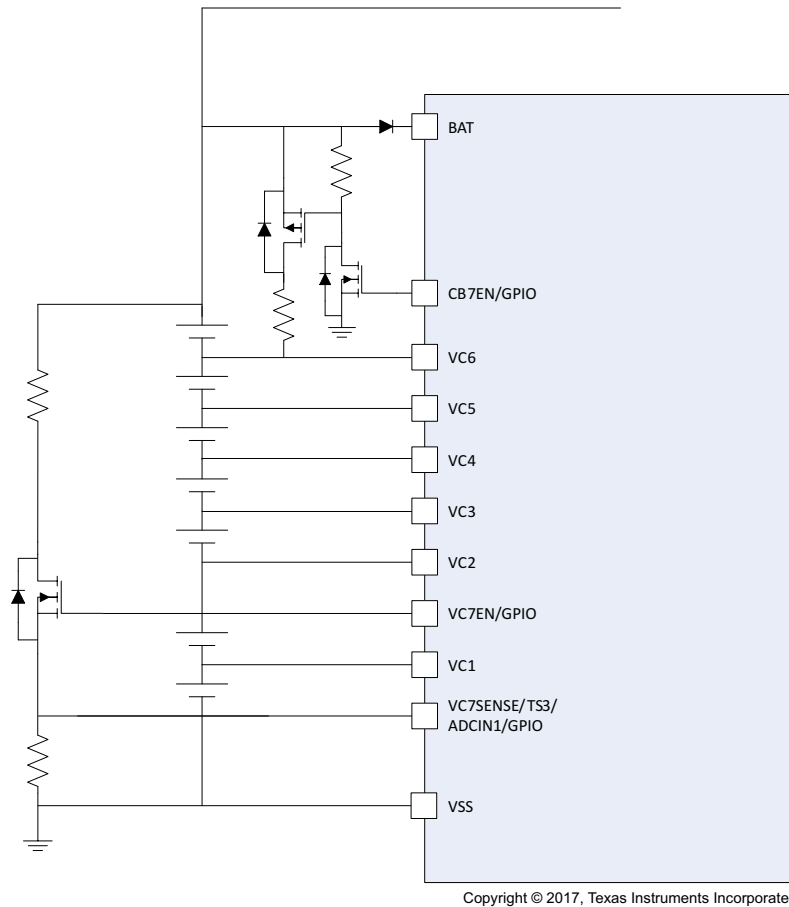 BAT
CB7EN/GPIO
VC6
VC5
VC4
VC3
VC2
VC7EN/GPIO
VC1
VC7SENSE/TS3/
ADCIN1/GPIO
VSS
Copyright © 2017, Texas Instruments Incorporate